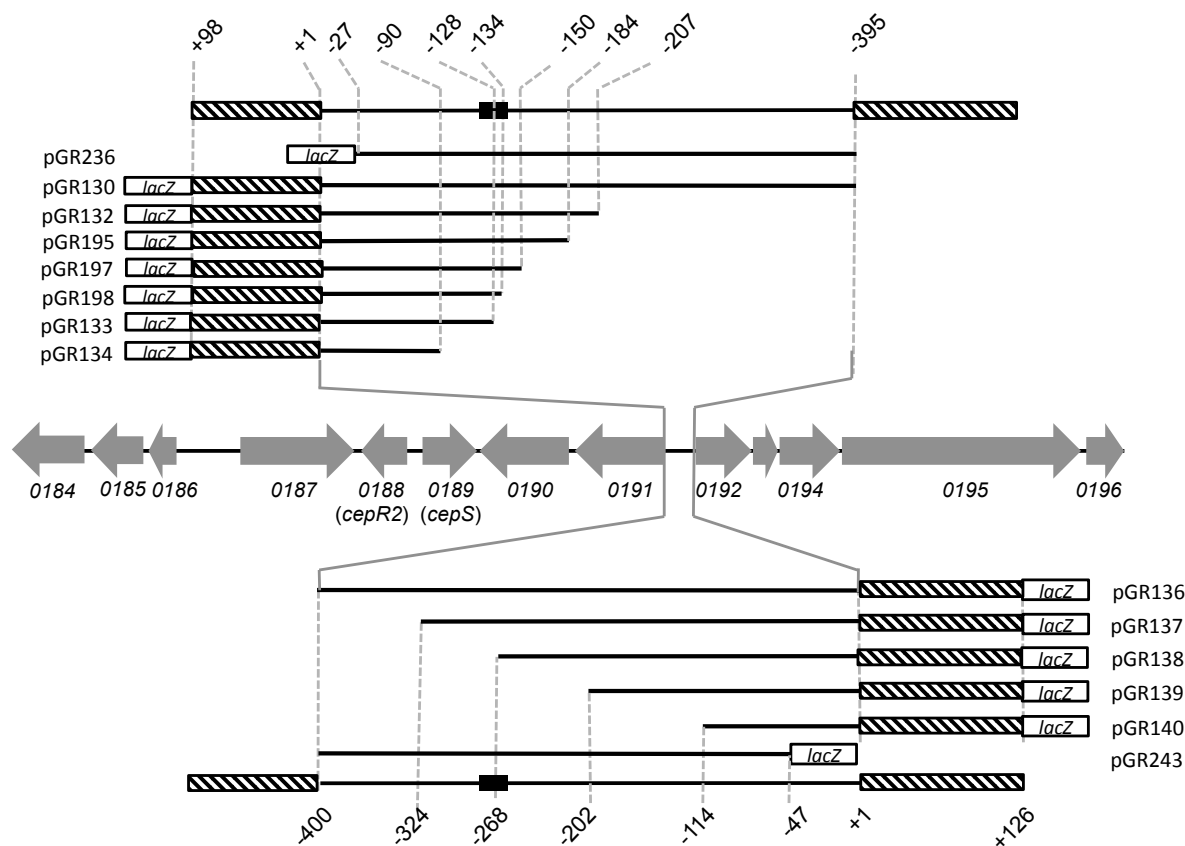 +98 +1 -27 -90 -128 -134 -150 -184 -207 -395
pGR236 lacZ
pGR130 lacZ
pGR132 lacZ
pGR195 lacZ
pGR197 lacZ
pGR198 lacZ
pGR133 lacZ
pGR134 lacZ
0184 0185 0186 0187 0188 0189 0190 0191 0192 0194 0195 0196
(cepR2) (cepS)
lacZ pGR136
lacZ pGR137
lacZ pGR138
lacZ pGR139
lacZ pGR140
lacZ pGR243
-400 -324 -268 -202 -114 -47 +1 +126